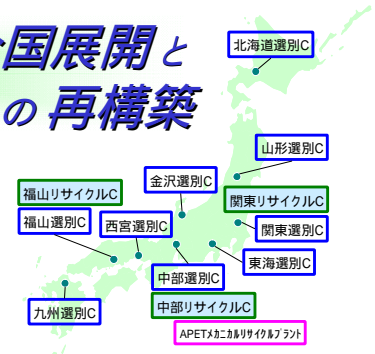 国展開と
の再構築
北海道選別C
山形選別C
金沢選別C
福山リサイクルC
関東リサイクルC
福山選別C
西宮選別C
関東選別C
東海選別C
中部選別C
九州選別C
中部リサイクルC
APETメカニカルリサイクルプラント